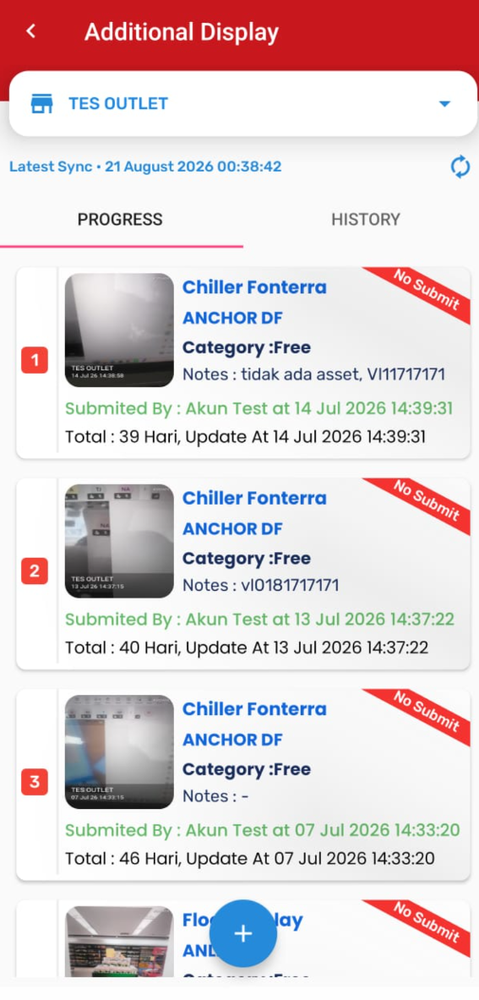 Additional Display
TES OUTLET
Latest Sync • 21 August 2026 00:38:42
PROGRESS
HISTORY
1
TES OUTLET
14 Jul 26 14:38:58
No Submit
Chiller Fonterra
ANCHOR DF
Category :Free
Notes : tidak ada asset, VI11717171
Submited By : Akun Test at 14 Jul 2026 14:39:31
Total : 39 Hari, Update At 14 Jul 2026 14:39:31
2
NA
TES OUTLET
13 Jul 26 14:37:15
No Submit
Chiller Fonterra
ANCHOR DF
Category :Free
Notes : vl0181717171
Submited By : Akun Test at 13 Jul 2026 14:37:22
Total : 40 Hari, Update At 13 Jul 2026 14:37:22
3
TES OUTLET
07 Jul 26 14:33:15
No Submit
Chiller Fonterra
ANCHOR DF
Category :Free
Notes : -
Submited By : Akun Test at 07 Jul 2026 14:33:20
Total : 46 Hari, Update At 07 Jul 2026 14:33:20
No Submit
+